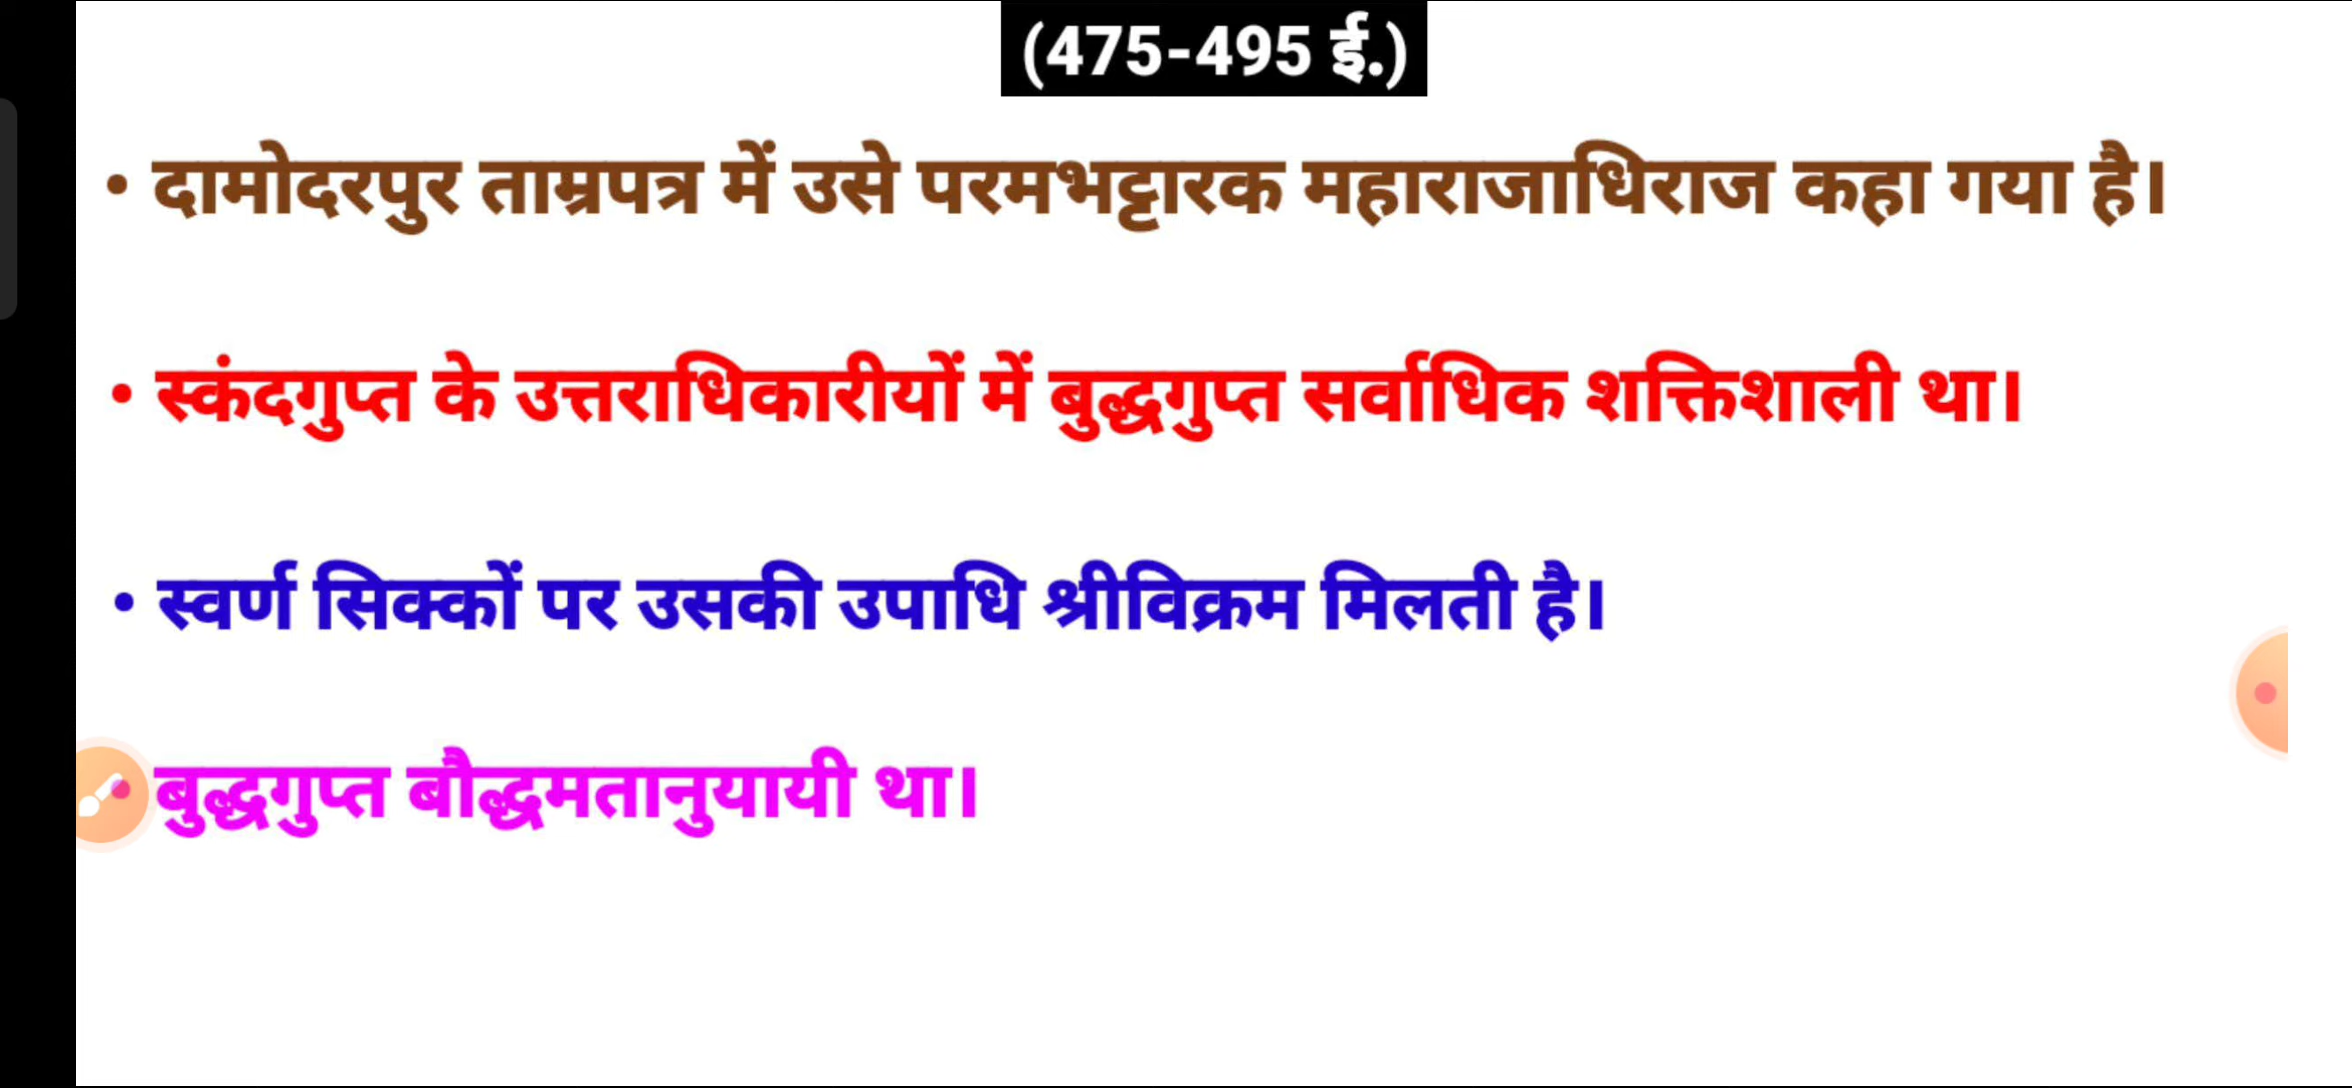 (475-495 ई.)
• दामोदरपुर ताम्रपत्र में उसे परमभट्टारक महाराजाधिराज कहा गया है।
• स्कंदगुप्त के उत्तराधिकारीयों में बुद्धगुप्त सर्वाधिक शक्तिशाली था।
• स्वर्ण सिक्कों पर उसकी उपाधि श्रीविक्रम मिलती है।
• बुद्धगुप्त बौद्धमतानुयायी था।